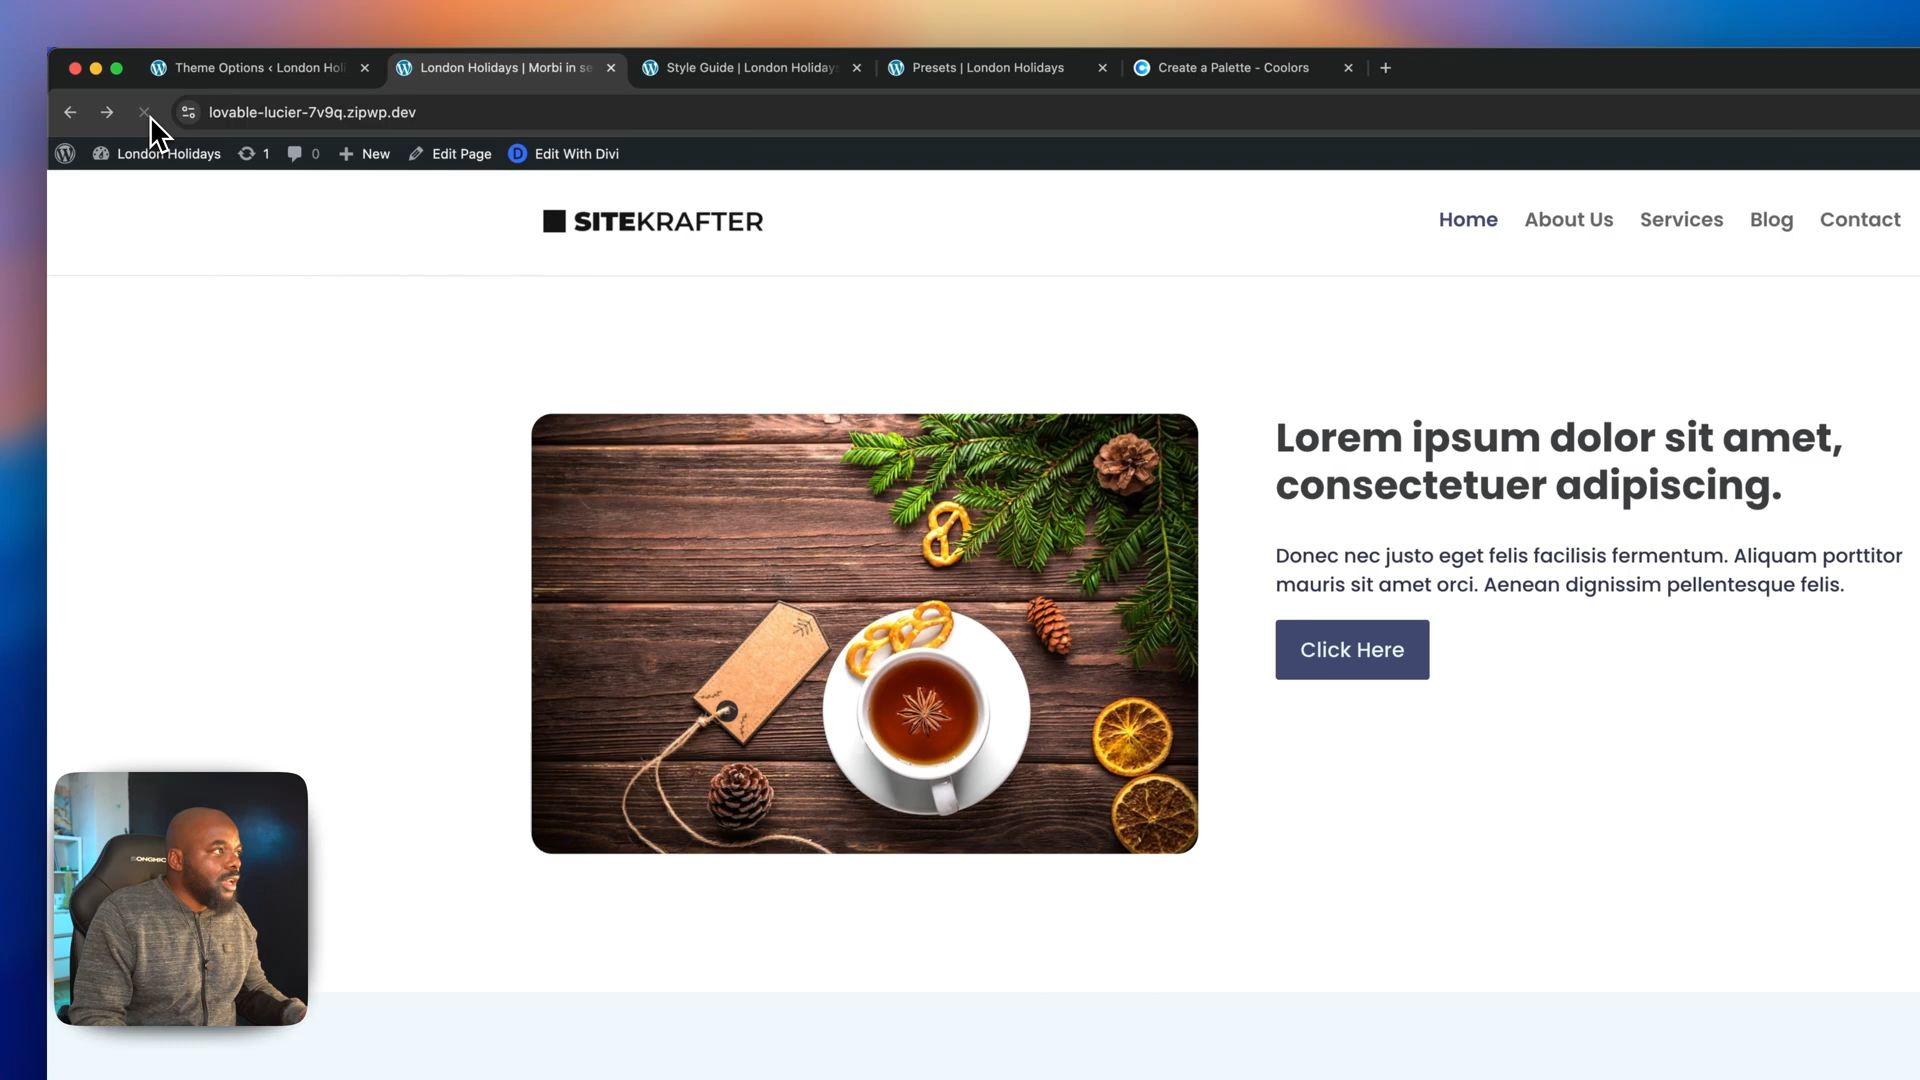 Theme Options ‹ London Holi
London Holidays | Morbi in se
Style Guide | London Holidays
Presets | London Holidays
Create a Palette - Coolors
lovable-lucier-7v9q.zipwp.dev
London Holidays
1
0
New
Edit Page
D
Edit With Divi
SITEKRAFTER
Home
About Us
Services
Blog
Contact
Lorem ipsum dolor sit amet,
consectetuer adipiscing.
Donec nec justo eget felis facilisis fermentum. Aliquam porttitor
mauris sit amet orci. Aenean dignissim pellentesque felis.
Click Here
SONGMIC